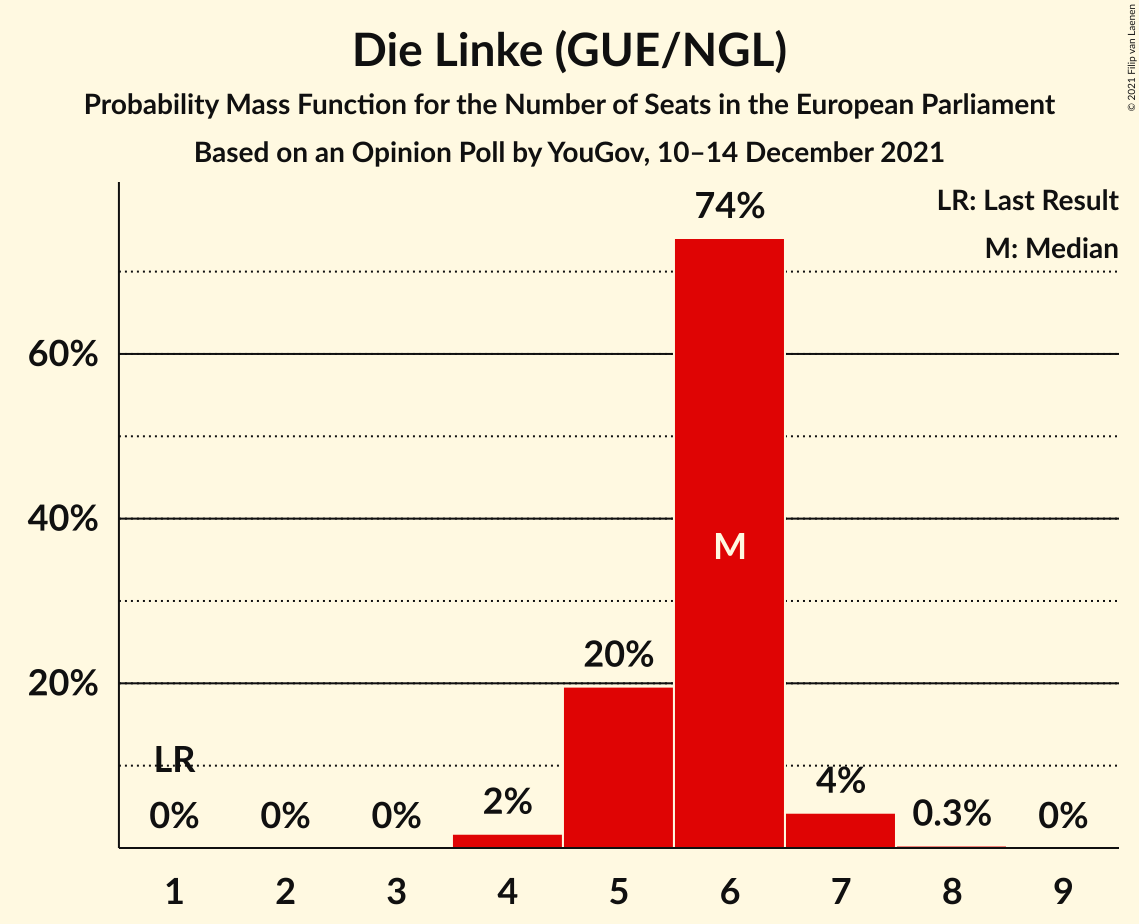 Die Linke (GUE/NGL)
Probability Mass Function for the Number of Seats in the European Parliament
Based on an Opinion Poll by YouGov, 10–14 December 2021
© 2021 Filip van Laenen
LR: Last Result
M: Median
74%
60%
40%
M
20%
20%
LR
0%
0%
0%
2%
4%
0.3%
0%
1 2 3 4 5 6 7 8 9